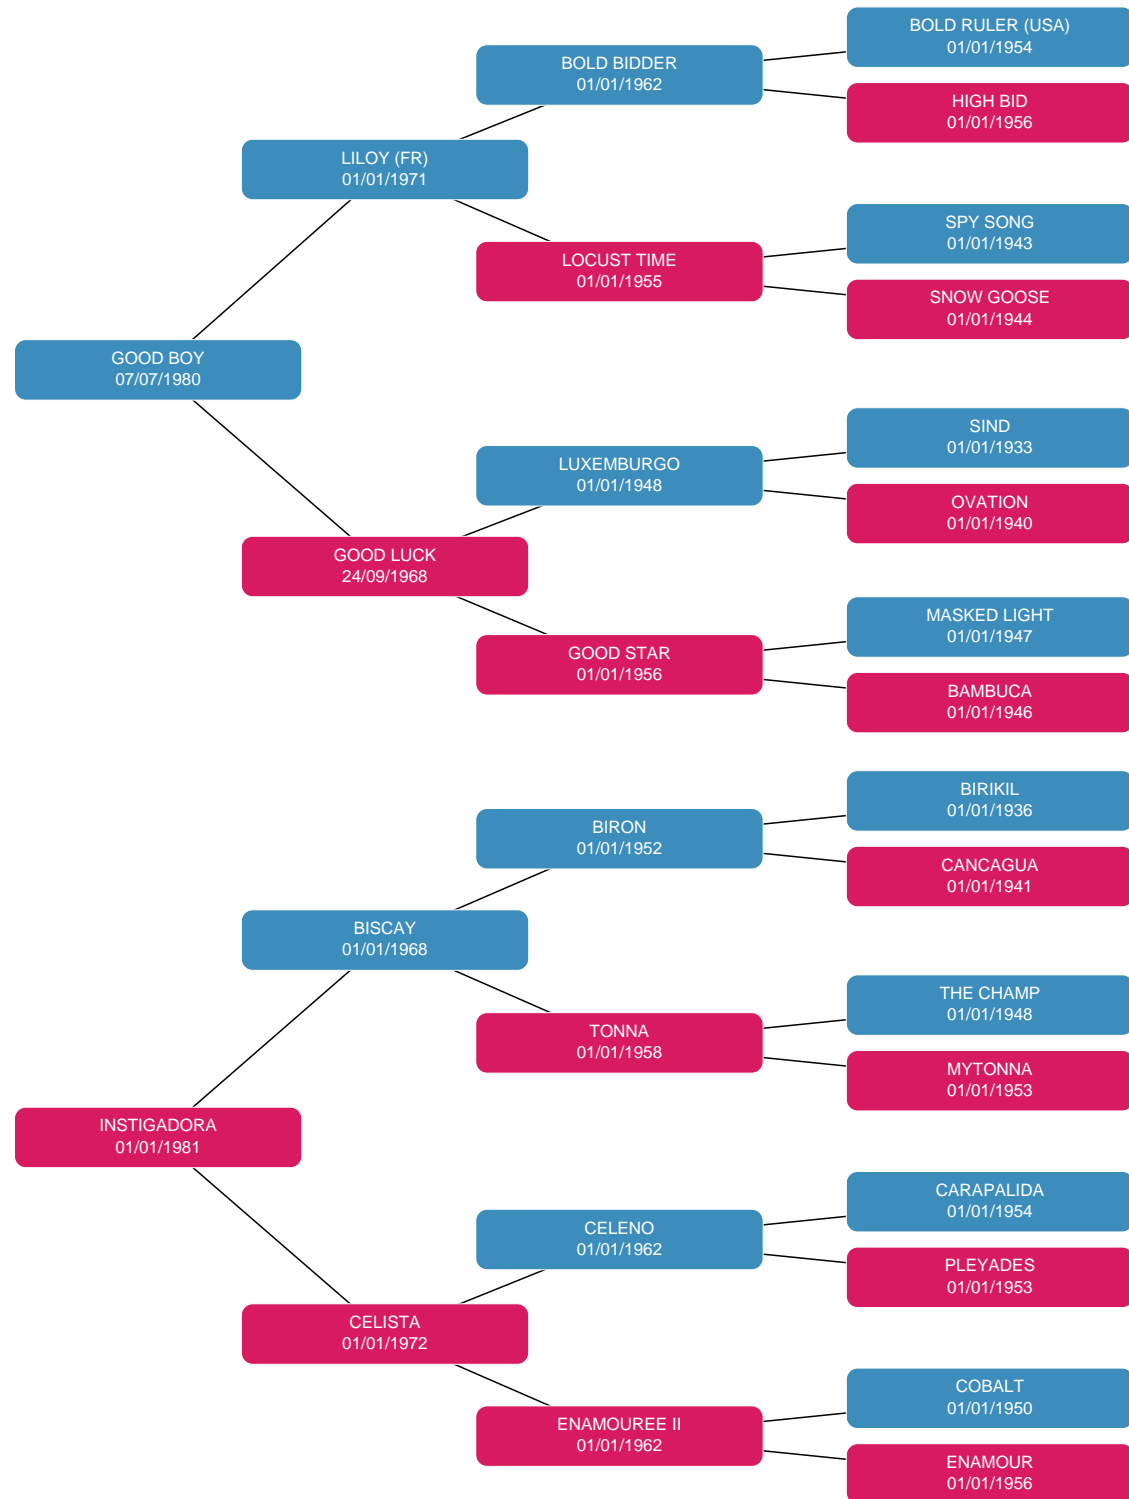 BOLD RULER (USA)
01/01/1954
BOLD BIDDER
01/01/1962
HIGH BID
01/01/1956
LILOY (FR)
01/01/1971
SPY SONG
01/01/1943
LOCUST TIME
01/01/1955
SNOW GOOSE
01/01/1944
GOOD BOY
07/07/1980
SIND
01/01/1933
LUXEMBURGO
01/01/1948
OVATION
01/01/1940
GOOD LUCK
24/09/1968
MASKED LIGHT
01/01/1947
GOOD STAR
01/01/1956
BAMBUCA
01/01/1946
BIRIKIL
01/01/1936
BIRON
01/01/1952
CANCAGUA
01/01/1941
BISCAY
01/01/1968
THE CHAMP
01/01/1948
TONNA
01/01/1958
MYTONNA
01/01/1953
INSTIGADORA
01/01/1981
CARAPALIDA
01/01/1954
CELENO
01/01/1962
PLEYADES
01/01/1953
CELISTA
01/01/1972
COBALT
01/01/1950
ENAMOUREE II
01/01/1962
ENAMOUR
01/01/1956